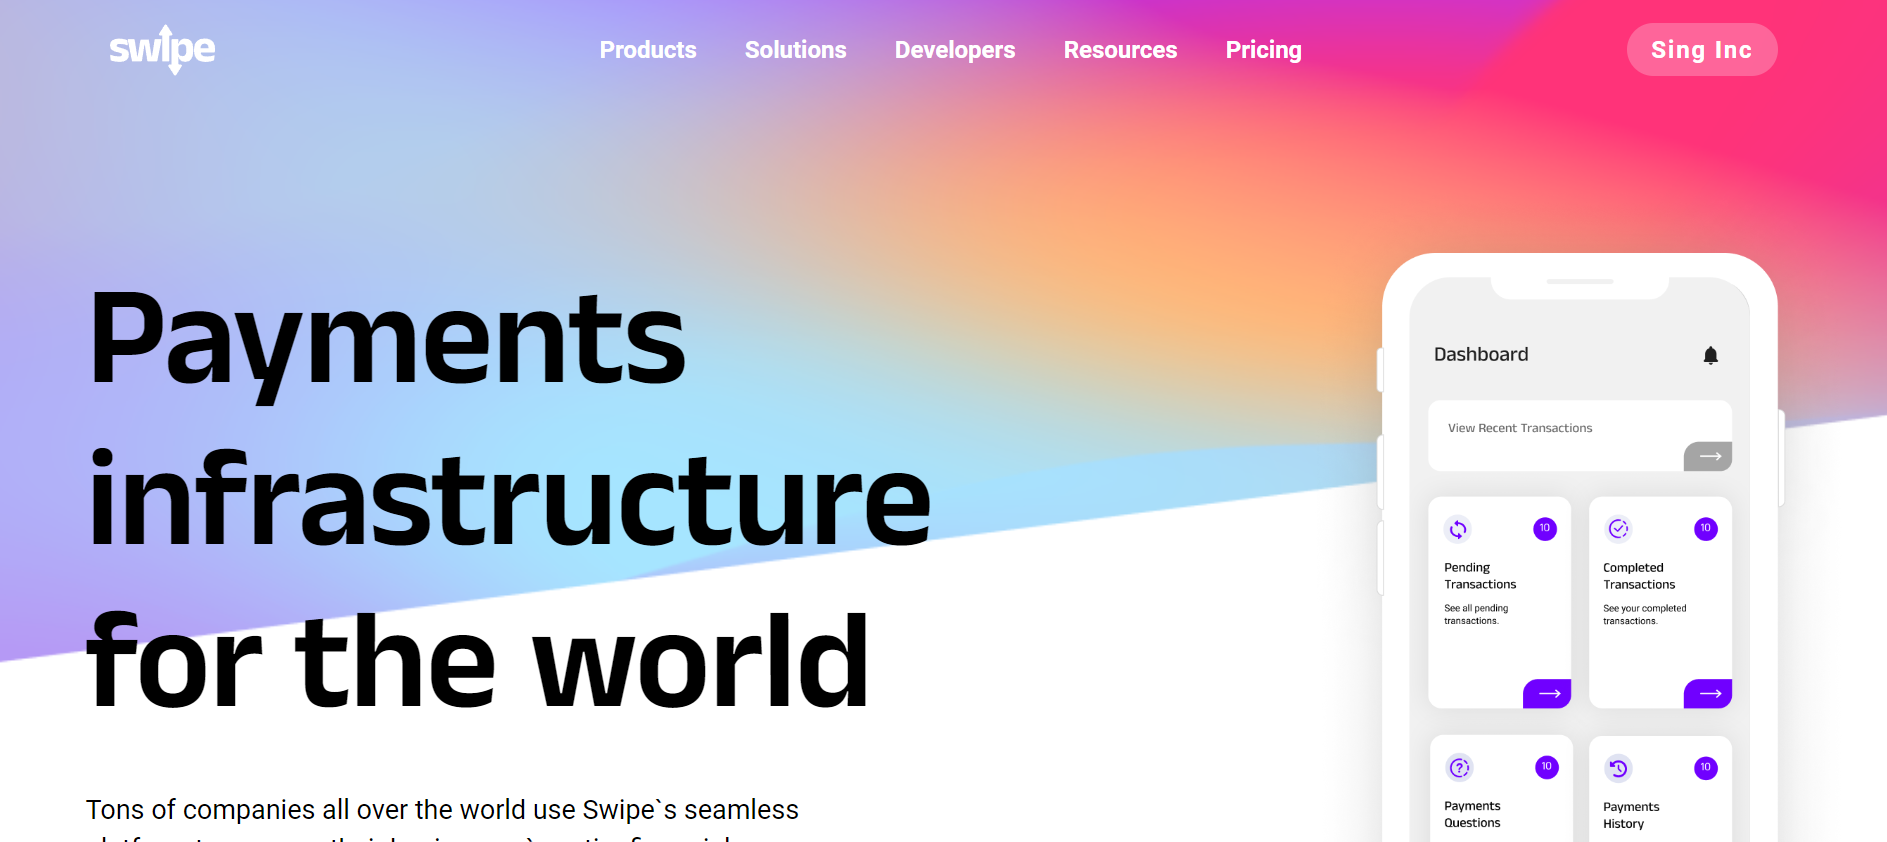 swipe
Products Solutions Developers Resources Pricing
Sing Inc
Payments
infrastructure
for the world
Tons of companies all over the world use Swipe`s seamless
Dashboard
View Recent Transactions
10
Pending
Transactions
See all pending
transactions.
10
Completed
Transactions
See your completed
transactions.
10
Payments
Questions
10
Payments
History